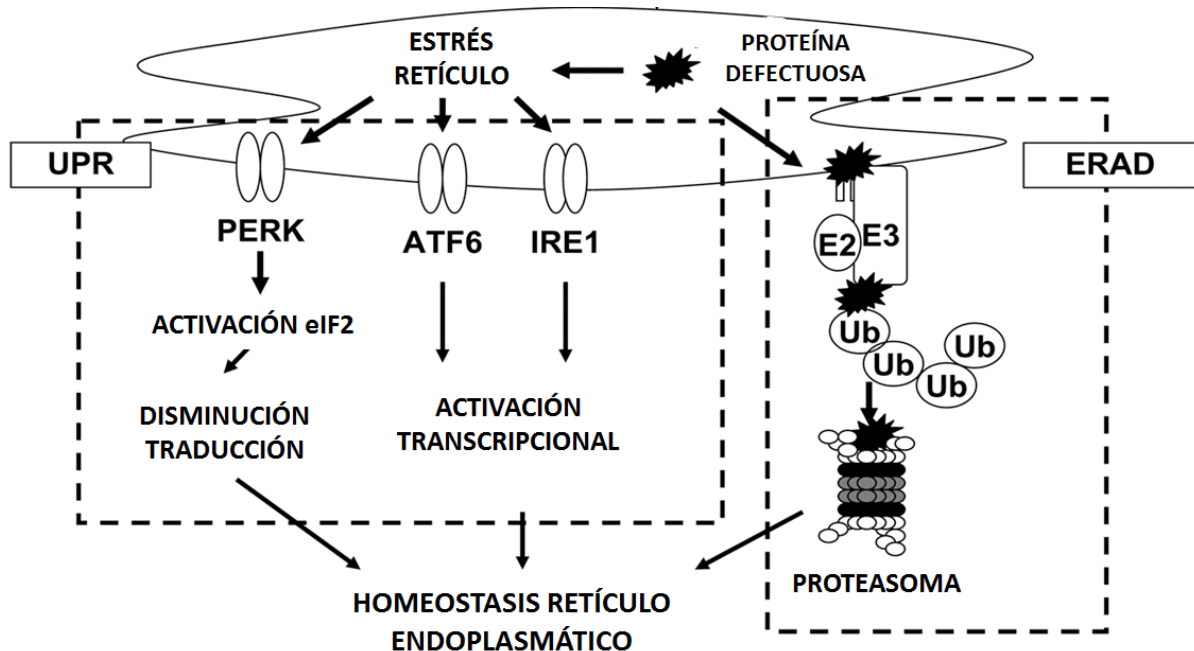 ESTRÉS
RETÍCULO
PROTEÍNA
DEFECTUOSA
UPR
ERAD
PERK
ATF6
IRE1
E2
E3
ACTIVACIÓN eIF2
Ub
Ub
Ub
Ub
DISMINUCIÓN
TRADUCCIÓN
ACTIVACIÓN
TRANSCRIPCIONAL
PROTEASOMA
HOMEOSTASIS RETÍCULO
ENDOPLASMÁTICO